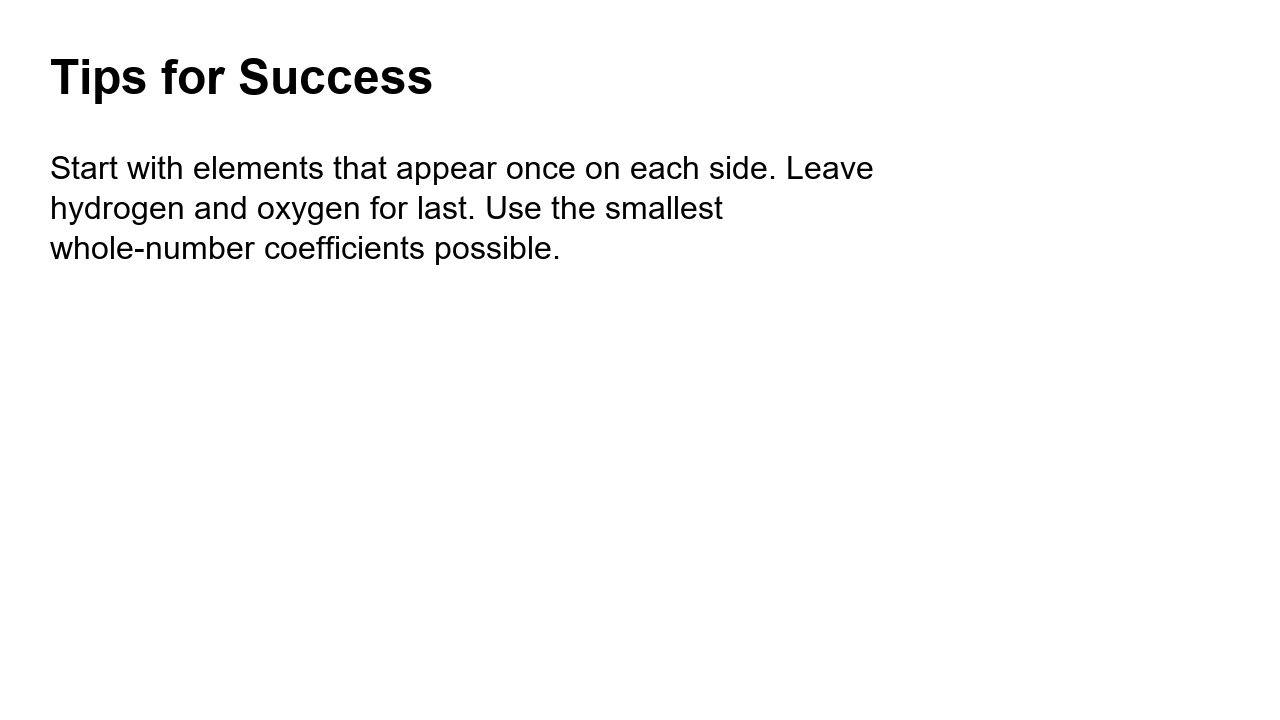 Tips for Success
Start with elements that appear once on each side. Leave
hydrogen and oxygen for last. Use the smallest
whole-number coefficients possible.